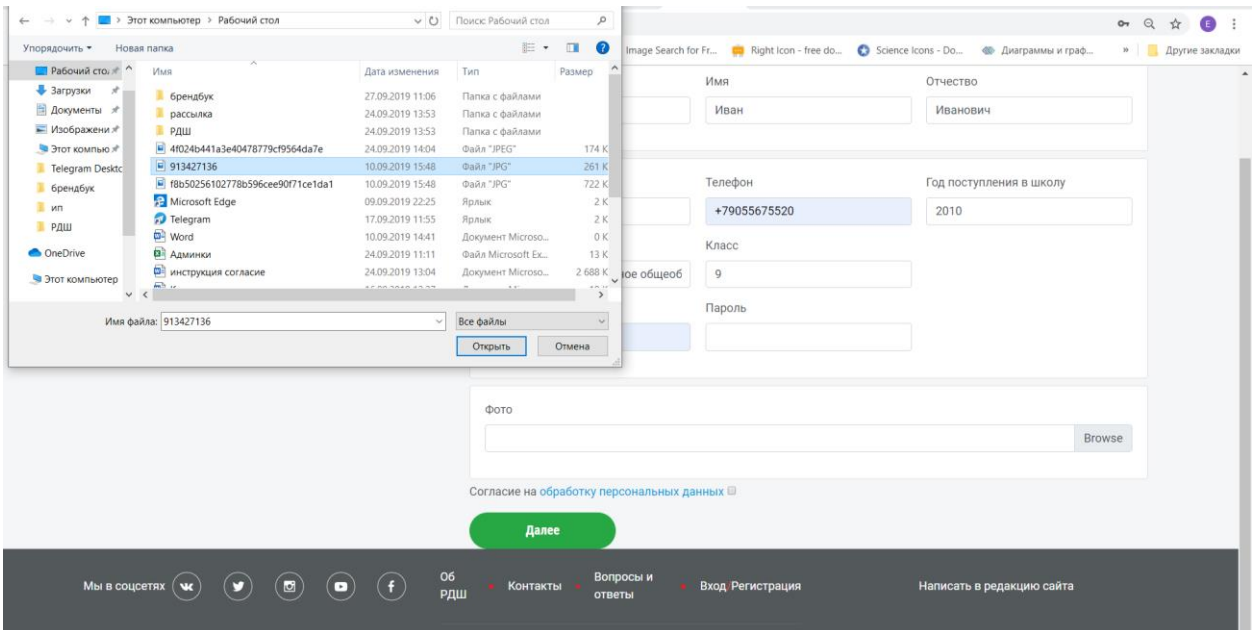 Этот компьютер > Рабочий стол
Поиск: Рабочий стол
Упорядочить
Новая папка
Image Search for Fr...
Right Icon - free do...
Science Icons - Do...
Диаграммы и граф...
»
Другие закладки
E
Рабочий сто
Загрузки
Документы
Изображени
Этот компью
Telegram Desktc
брендбук
ип
РДШ
OneDrive
Этот компьютер
Имя Дата изменения Тип Размер
брендбук 27.09.2019 11:06 Папка с файлами
рассылка 24.09.2019 13:53 Папка с файлами
РДШ 24.09.2019 13:53 Папка с файлами
4f024b441a3e40478779cf9564da7e 24.09.2019 14:04 Файл "JPEG" 174 K
913427136 10.09.2019 15:48 Файл "JPG" 261 K
f8b50256102778b596cee90f71ce1da1 10.09.2019 15:48 Файл "JPG" 722 K
Microsoft Edge 09.09.2019 22:25 Ярлык 2 K
Telegram 17.09.2019 11:55 Ярлык 2 K
Word 10.09.2019 14:41 Документ Microso... 0 K
Админки 24.09.2019 11:11 Файл Microsoft Ex... 13 K
инструкция согласие 24.09.2019 13:04 Документ Microso... 2 688 K
Имя файла: 913427136
Все файлы
Открыть
Отмена
Имя
Отчество
Иван
Иванович
Телефон
Год поступления в школу
+79055675520
2010
Класс
ное общеоб
9
Пароль
Фото
Browse
Согласие на обработку персональных данных
Далее
Мы в соцсетях
Об
РДШ
Контакты
Вопросы и
ответы
Вход/Регистрация
Написать в редакцию сайта